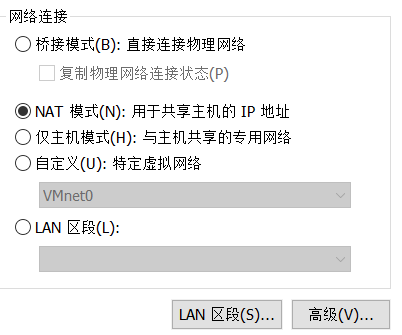 网络连接
桥接模式(B): 直接连接物理网络
复制物理网络连接状态(P)
NAT 模式(N): 用于共享主机的 IP 地址
仅主机模式(H): 与主机共享的专用网络
自定义(U): 特定虚拟网络
VMnet0
LAN 区段(L):
LAN 区段(S)... 高级(V)...